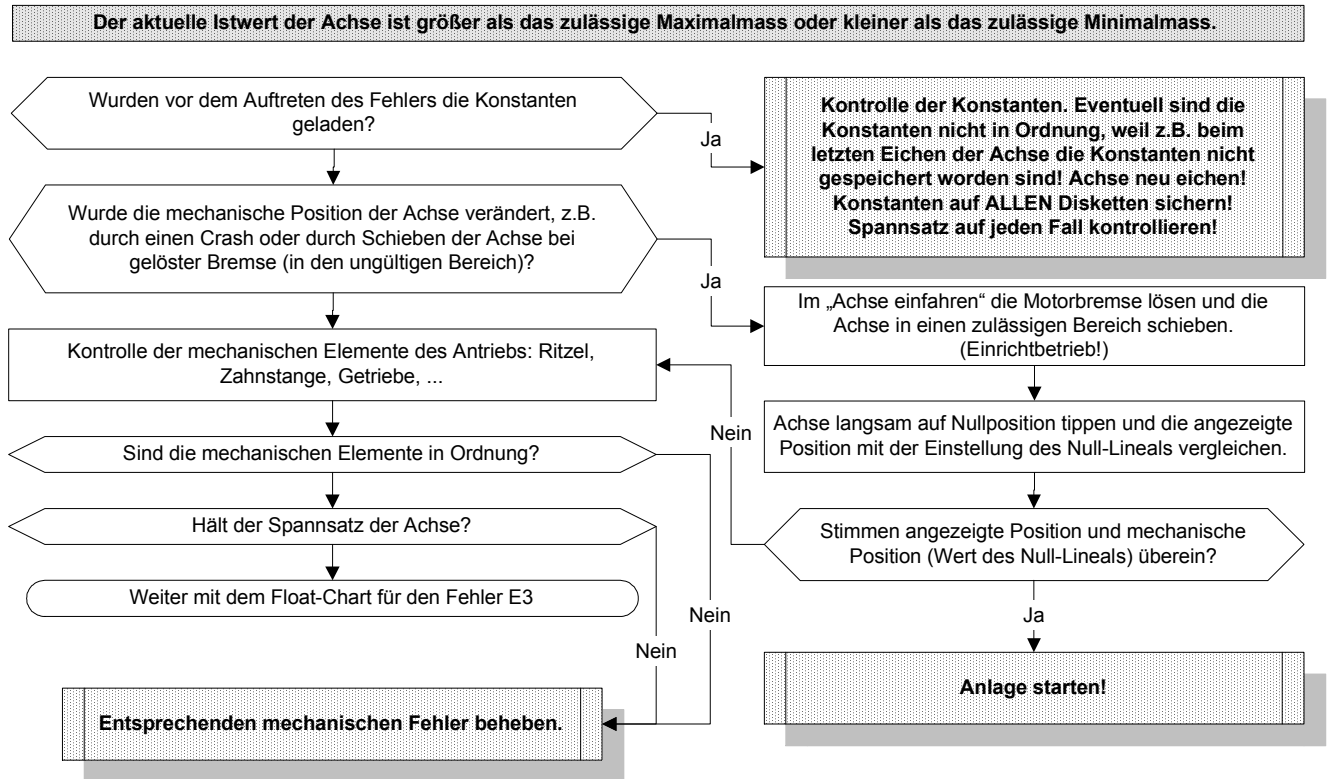 Der aktuelle Istwert der Achse ist größer als das zulässige Maximalmass oder kleiner als das zulässige Minimalmass.
Wurden vor dem Auftreten des Fehlers die Konstanten
geladen?
Ja
Kontrolle der Konstanten. Eventuell sind die
Konstanten nicht in Ordnung, weil z.B. beim
letzten Eichen der Achse die Konstanten nicht
gespeichert worden sind! Achse neu eichen!
Konstanten auf ALLEN Disketten sichern!
Spannsatz auf jeden Fall kontrollieren!
Wurde die mechanische Position der Achse verändert, z.B.
durch einen Crash oder durch Schieben der Achse bei
gelöster Bremse (in den ungültigen Bereich)?
Ja
Im „Achse einfahren“ die Motorbremse lösen und die
Achse in einen zulässigen Bereich schieben.
(Einrichtbetrieb!)
Kontrolle der mechanischen Elemente des Antriebs: Ritzel,
Zahnstange, Getriebe, ...
Nein
Achse langsam auf Nullposition tippen und die angezeigte
Position mit der Einstellung des Null-Lineals vergleichen.
Sind die mechanischen Elemente in Ordnung?
Hält der Spannsatz der Achse?
Stimmen angezeigte Position und mechanische
Position (Wert des Null-Lineals) überein?
Weiter mit dem Float-Chart für den Fehler E3
Nein
Ja
Nein
Anlage starten!
Entsprechenden mechanischen Fehler beheben.